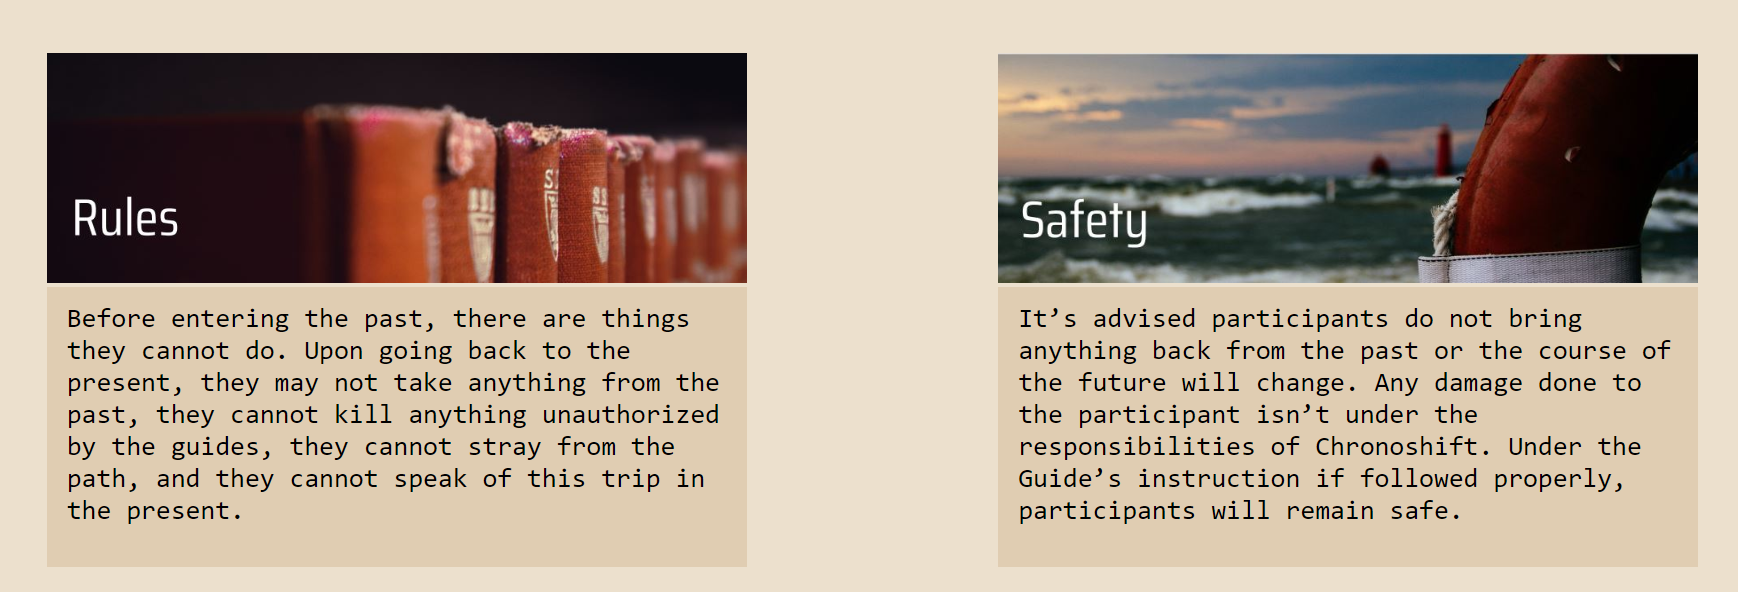 Rules
Before entering the past, there are things
they cannot do. Upon going back to the
present, they may not take anything from the
past, they cannot kill anything unauthorized
by the guides, they cannot stray from the
path, and they cannot speak of this trip in
the present.
Safety
It’s advised participants do not bring
anything back from the past or the course of
the future will change. Any damage done to
the participant isn’t under the
responsibilities of Chronoshift. Under the
Guide’s instruction if followed properly,
participants will remain safe.